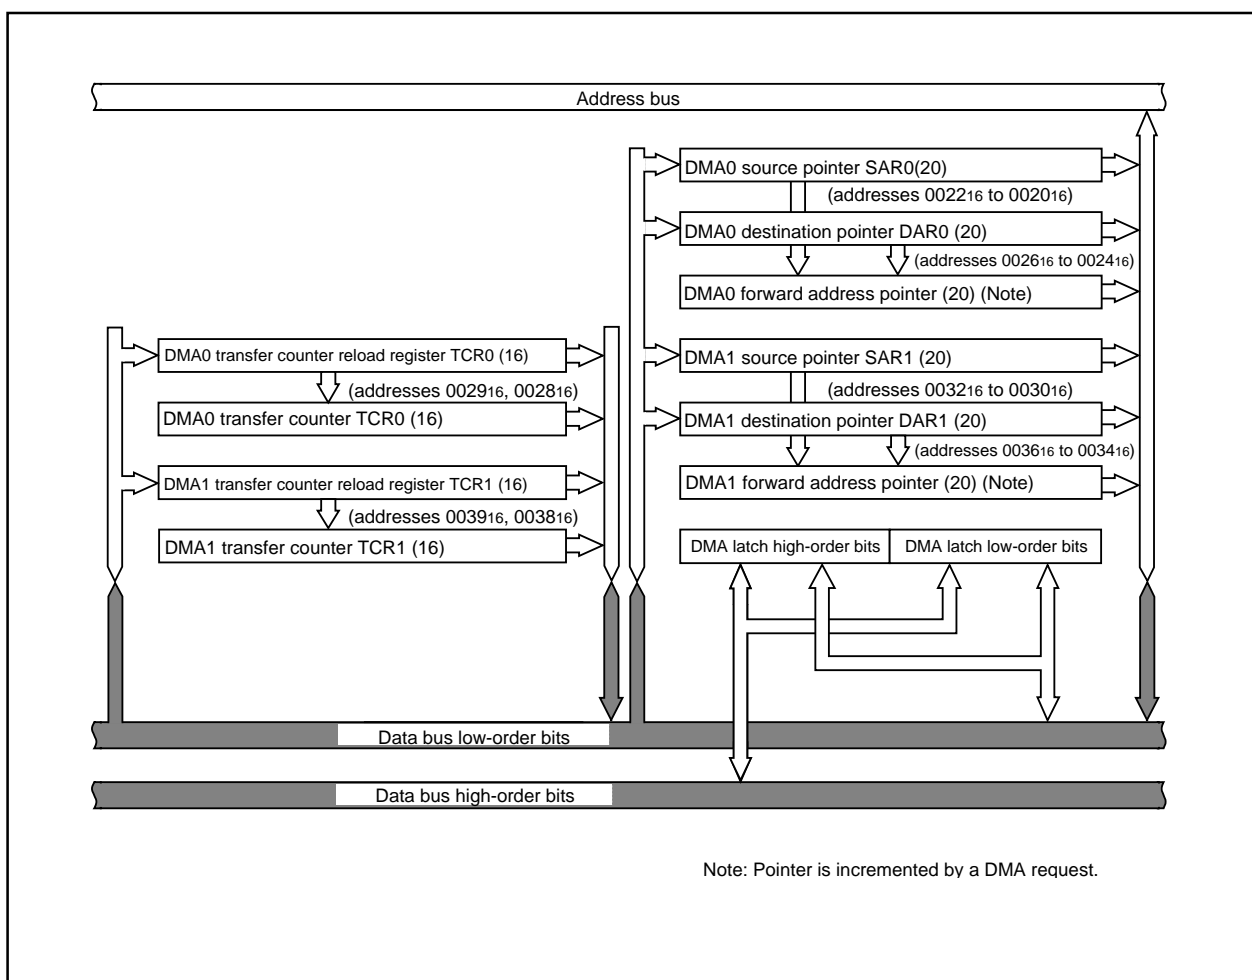 Address bus
DMA0 source pointer SAR0(20)
(addresses 002216 to 002016)
DMA0 destination pointer DAR0 (20)
(addresses 002616 to 002416)
DMA0 forward address pointer (20) (Note)
DMA0 transfer counter reload register TCR0 (16)
(addresses 002916, 002816)
DMA0 transfer counter TCR0 (16)
DMA1 transfer counter reload register TCR1 (16)
(addresses 003916, 003816)
DMA1 transfer counter TCR1 (16)
DMA1 source pointer SAR1 (20)
(addresses 003216 to 003016)
DMA1 destination pointer DAR1 (20)
(addresses 003616 to 003416)
DMA1 forward address pointer (20) (Note)
DMA latch high-order bits
DMA latch low-order bits
Data bus low-order bits
Data bus high-order bits
Note: Pointer is incremented by a DMA request.